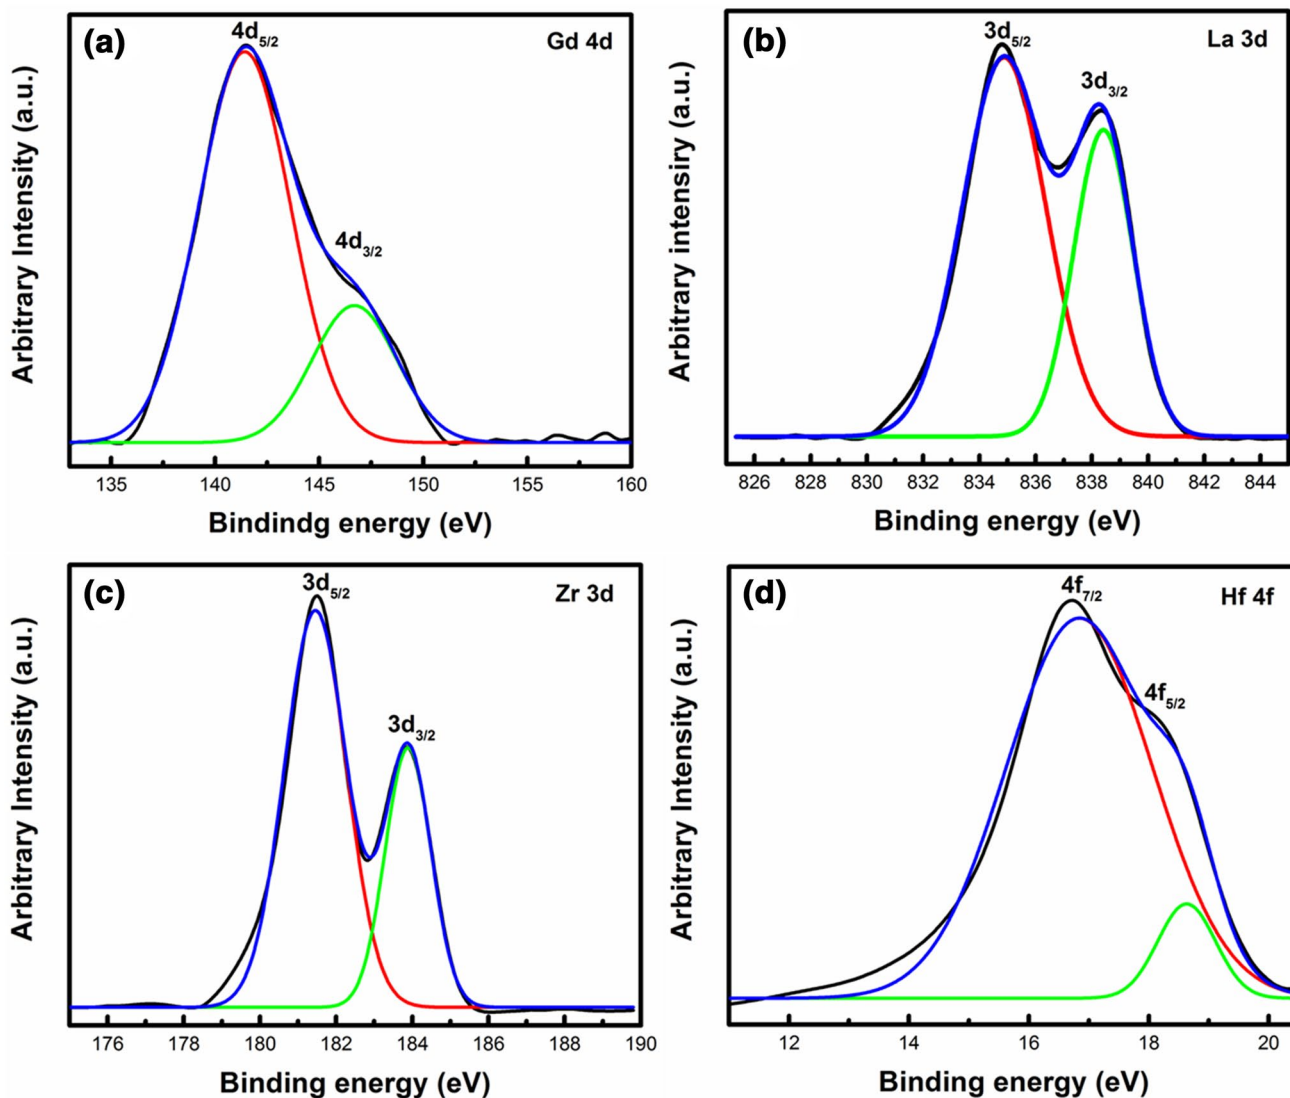 (a)
4d5/2
Gd 4d
4d3/2
Arbitrary Intensity (a.u.)
135 140 145 150 155 160
Bindindg energy (eV)
(b)
3d5/2
La 3d
3d3/2
Arbitrary intensiry (a.u.)
826 828 830 832 834 836 838 840 842 844
Binding energy (eV)
(c)
3d5/2
Zr 3d
3d3/2
Arbitrary Intensity (a.u.)
176 178 180 182 184 186 188 190
Binding energy (eV)
(d)
4f7/2
Hf 4f
4f5/2
Arbitrary Intensity (a.u.)
12 14 16 18 20
Binding energy (eV)